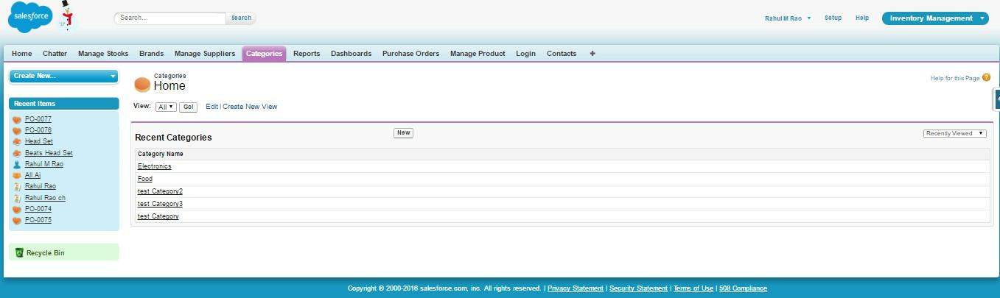 salesforce
'17
Search...
Search
Rahul M Rao
Setup
Help
Inventory Management
Home Chatter Manage Stocks Brands Manage Suppliers Categories Reports Dashboards Purchase Orders Manage Product Login Contacts +
Create New...
Recent Items
PO-0077
PO-0076
Head Set
Beats Head Set
Rahul M Rao
All Ai
Rahul Rao
Rahul Rao ch
PO-0074
PO-0075
Recycle Bin
Categories
Home
Help for this Page ?
View: All Go! Edit | Create New View
Recent Categories
New
Recently Viewed
Category Name
Electronics
Food
test Category2
test Category3
test Category
Copyright © 2000-2016 salesforce.com, inc. All rights reserved. | Privacy Statement | Security Statement | Terms of Use | 508 Compliance